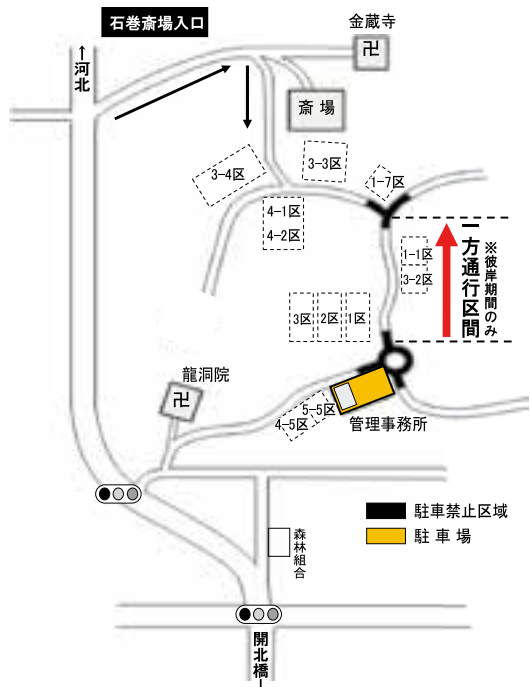 石巻斎場入口
金蔵寺
卍
↑河北
斎場
3-3区
3-4区
1-7区
4-1区
4-2区
1-1区
3-2区
一方通行区間
※彼岸期間のみ
3区
2区
1区
龍洞院
卍
5-5区
4-5区
管理事務所
駐車禁止区域
駐車場
森林組合
開北橋→